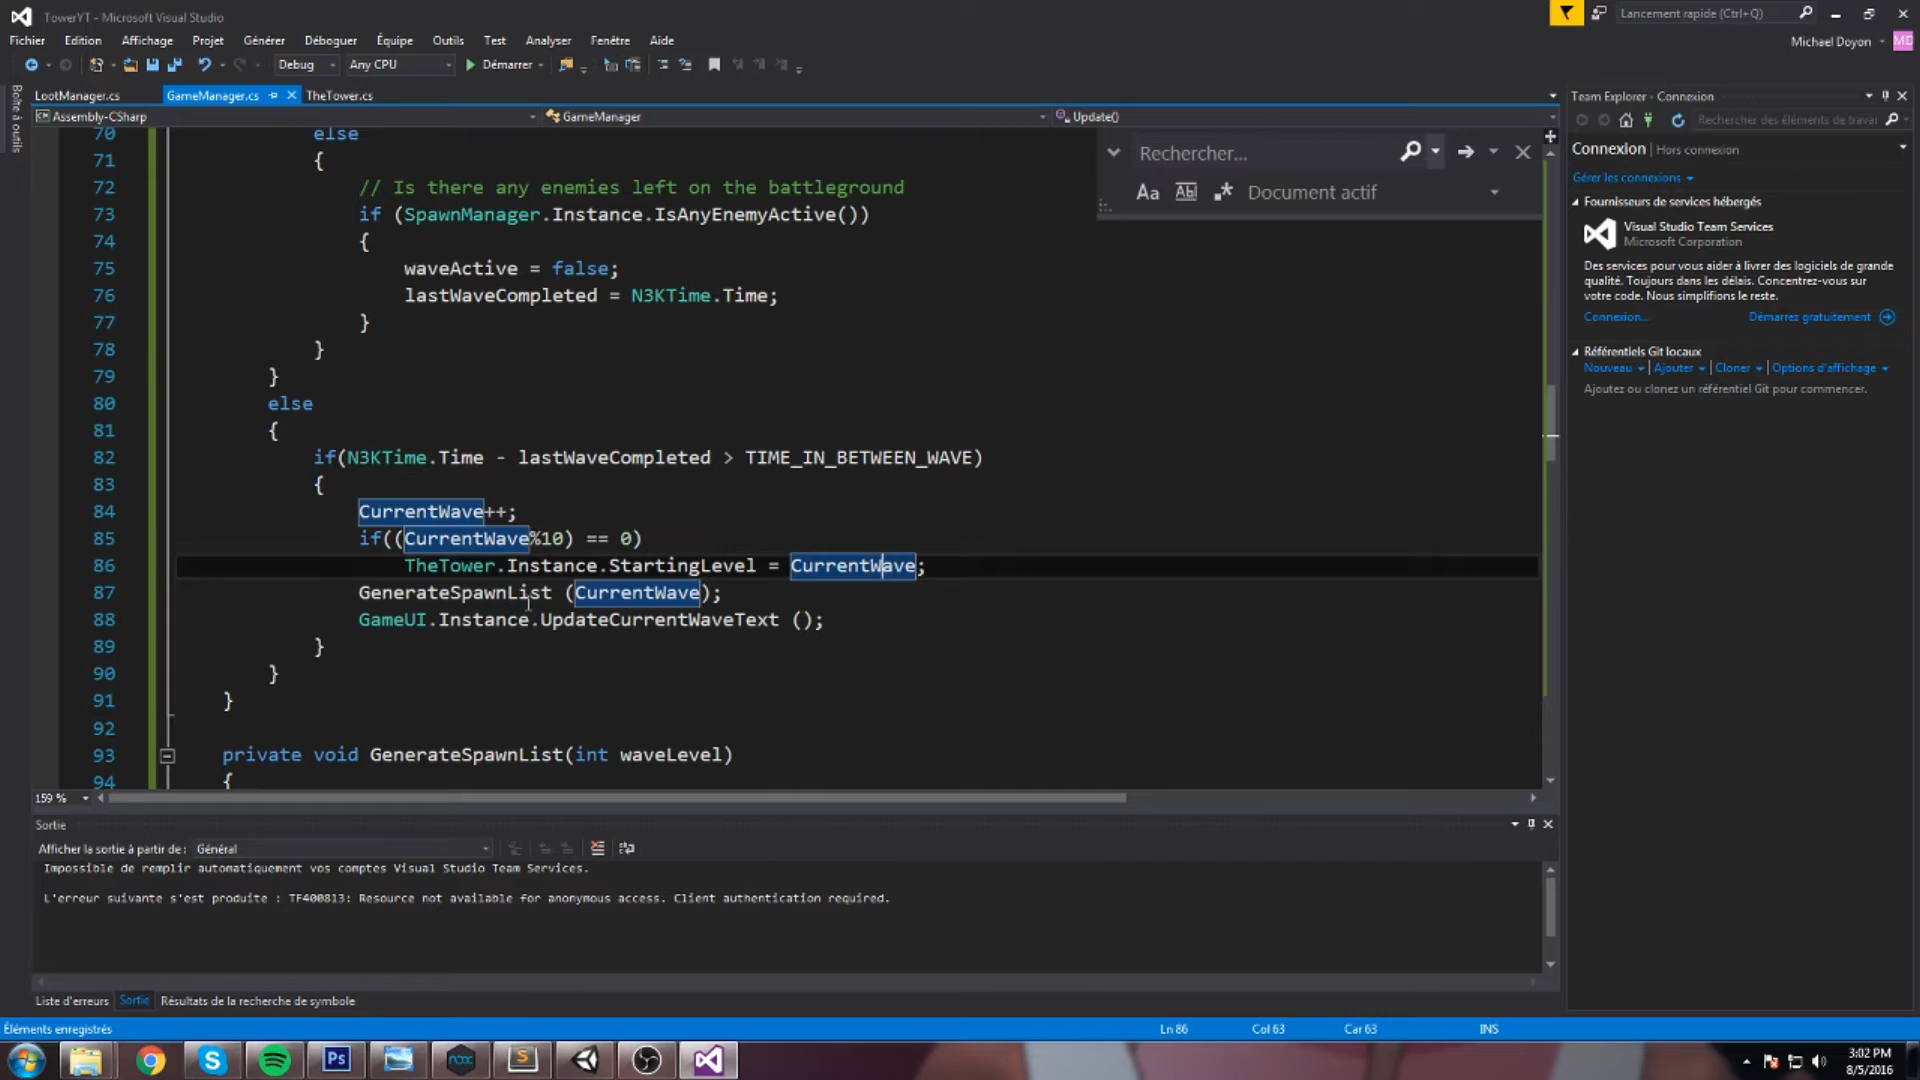 TowerYT - Microsoft Visual Studio
Lancement rapide (Ctrl+Q)
Fichier Edition Affichage Projet Générer Déboguer Équipe Outils Test Analyser Fenêtre Aide
Michael Doyon MD
Debug Any CPU Démarrer
Boîte à outils
LootManager.cs GameManager.cs TheTower.cs
Assembly-CSharp GameManager Update()
Rechercher...
Aa Ab Document actif
70 else
71 {
72 // Is there any enemies left on the battleground
73 if (SpawnManager.Instance.IsAnyEnemyActive())
74 {
75 waveActive = false;
76 lastWaveCompleted = N3KTime.Time;
77 }
78 }
79 }
80 else
81 {
82 if(N3KTime.Time - lastWaveCompleted > TIME_IN_BETWEEN_WAVE)
83 {
84 CurrentWave++;
85 if((CurrentWave%10) == 0)
86 TheTower.Instance.StartingLevel = CurrentWave;
87 GenerateSpawnList (CurrentWave);
88 GameUI.Instance.UpdateCurrentWaveText ();
89 }
90 }
91 }
92
93 private void GenerateSpawnList(int waveLevel)
94 {
159 %
Team Explorer - Connexion
Rechercher des éléments de travai
Connexion | Hors connexion
Gérer les connexions
Fournisseurs de services hébergés
Visual Studio Team Services
Microsoft Corporation
Des services pour vous aider à livrer des logiciels de grande
qualité. Toujours dans les délais. Concentrez-vous sur
votre code. Nous simplifions le reste.
Connexion... Démarrez gratuitement
Référentiels Git locaux
Nouveau | Ajouter | Cloner | Options d'affichage
Ajoutez ou clonez un référentiel Git pour commencer.
Sortie
Afficher la sortie à partir de : Général
Impossible de remplir automatiquement vos comptes Visual Studio Team Services.
L'erreur suivante s'est produite : TF400813: Resource not available for anonymous access. Client authentication required.
Liste d'erreurs Sortie Résultats de la recherche de symbole
Éléments enregistrés Ln 86 Col 63 Car 63 INS
Ps nox S
3:02 PM
8/5/2016